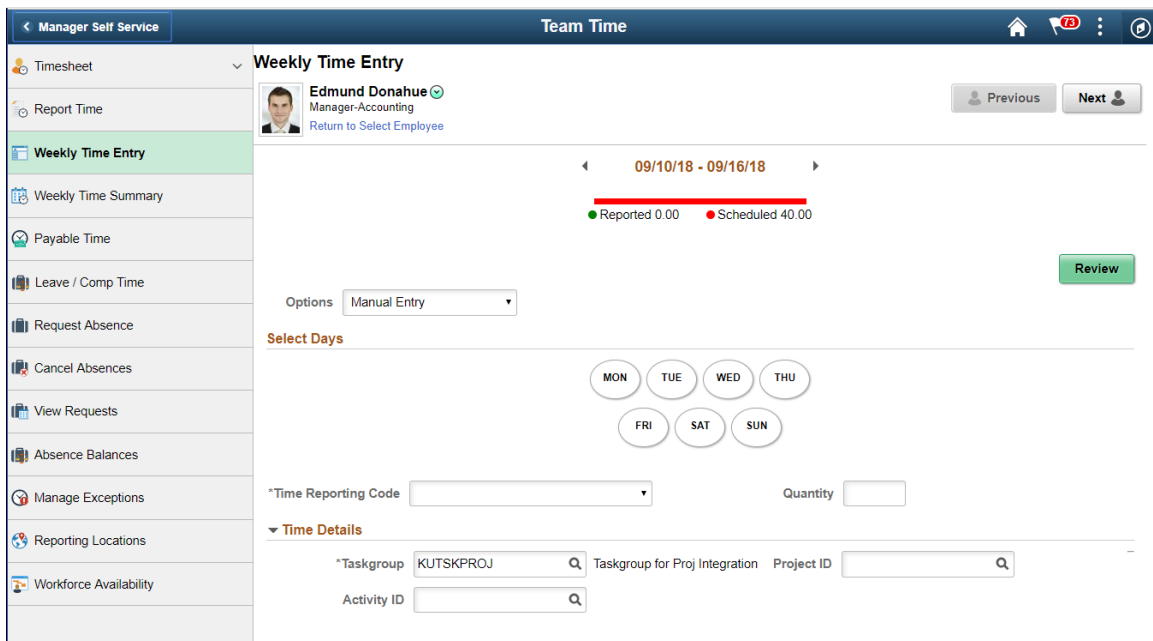 Manager Self Service
Team Time
73
Timesheet
Report Time
Weekly Time Entry
Weekly Time Summary
Payable Time
Leave / Comp Time
Request Absence
Cancel Absences
View Requests
Absence Balances
Manage Exceptions
Reporting Locations
Workforce Availability
Weekly Time Entry
Edmund Donahue
Manager-Accounting
Return to Select Employee
Previous
Next
09/10/18 - 09/16/18
Reported 0.00 Scheduled 40.00
Review
Options Manual Entry
Select Days
MON TUE WED THU
FRI SAT SUN
*Time Reporting Code Quantity
Time Details
*Taskgroup KUTSKPROJ Taskgroup for Proj Integration Project ID
Activity ID